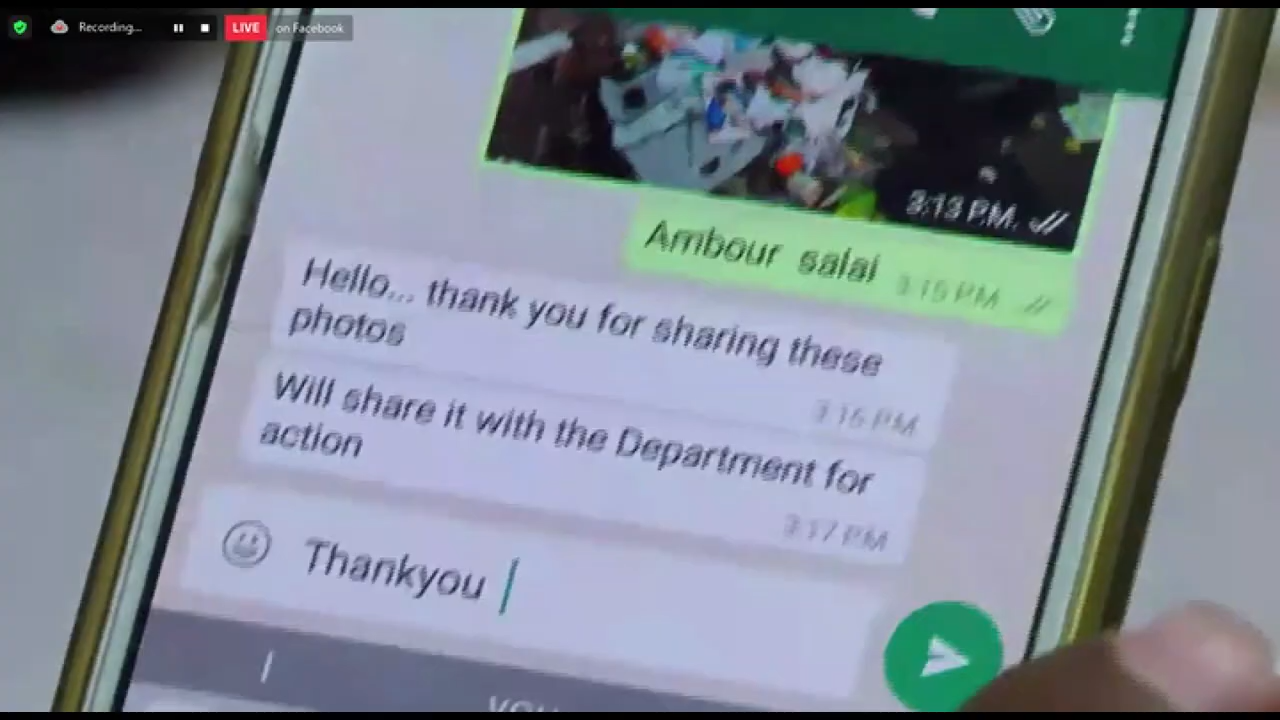 Recording...
LIVE
on Facebook
3:13 P.M.
Ambour salai
3:15 PM
Hello... thank you for sharing these
photos
3:16 PM
Will share it with the Department for
action
3:17 PM
Thankyou
you